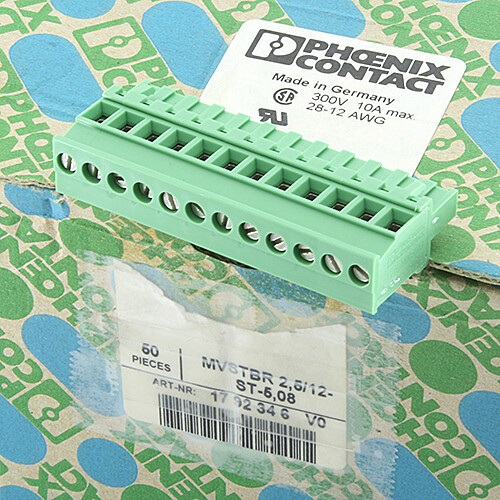 PHŒNIX
CONTACT
Made in Germany
300V 10A max.
28-12 AWG
50
PIECES
MVSTBR 2,5/12-
ST-5,08
ART-NR: 17 92 34 6 V0